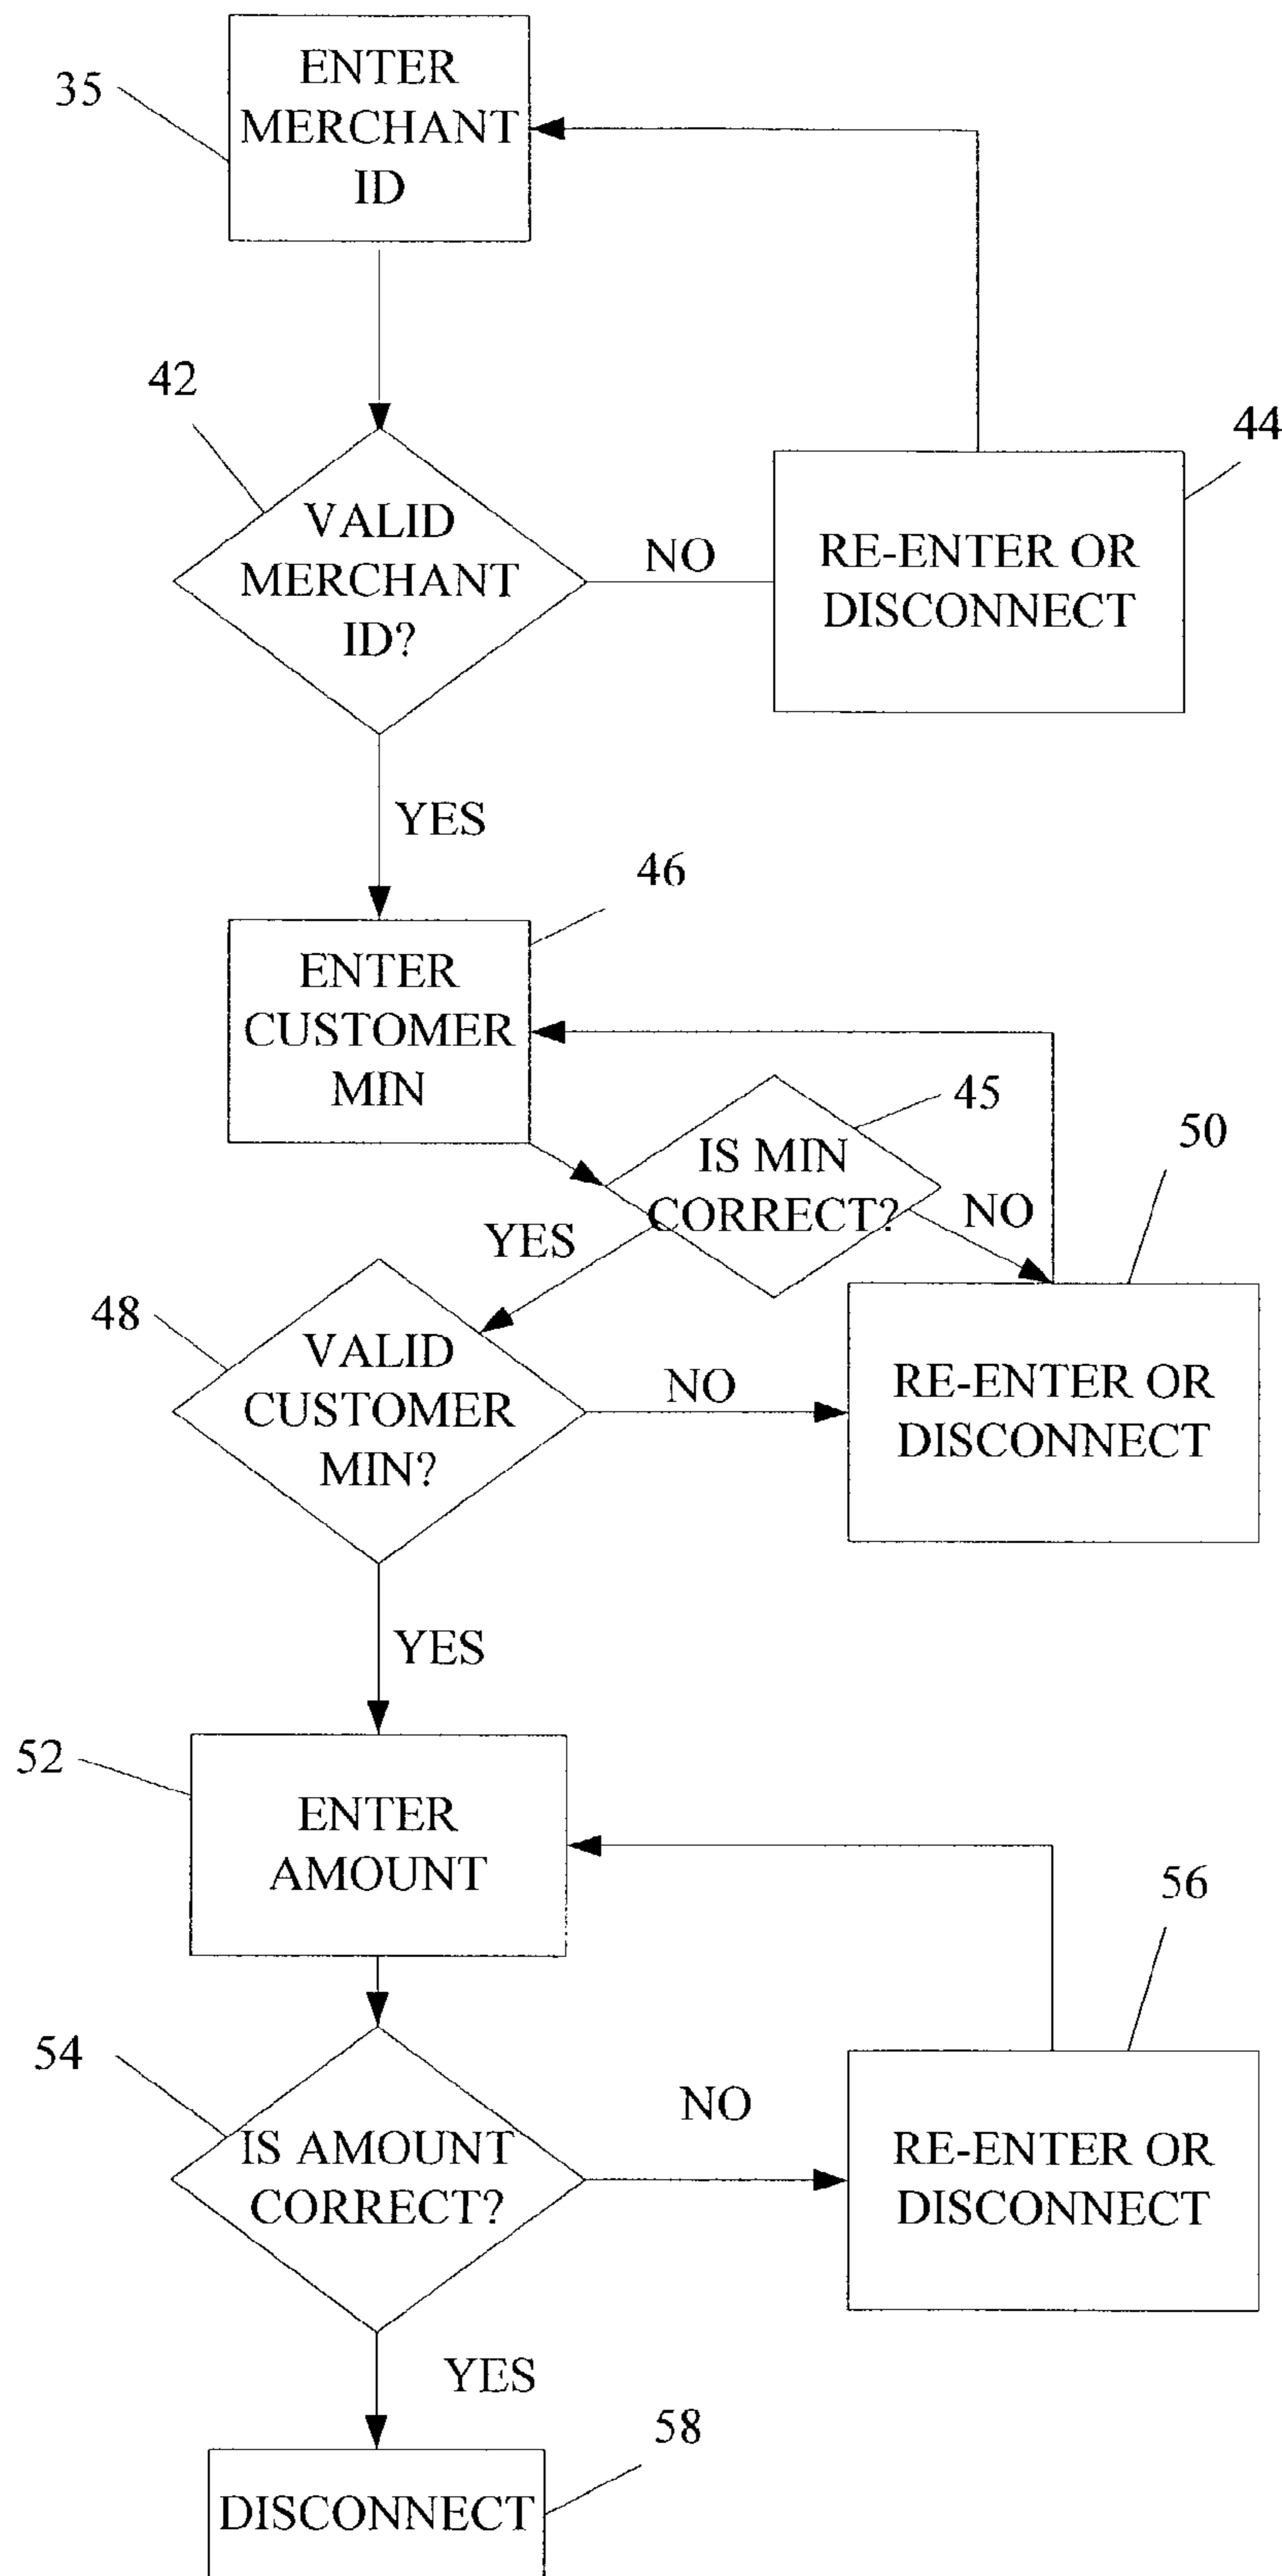 35
ENTER
MERCHANT
ID
42
VALID
MERCHANT
ID?
NO
44
RE-ENTER OR
DISCONNECT
YES
46
ENTER
CUSTOMER
MIN
45
IS MIN
CORRECT?
NO
50
YES
48
VALID
CUSTOMER
MIN?
NO
RE-ENTER OR
DISCONNECT
YES
52
ENTER
AMOUNT
56
54
IS AMOUNT
CORRECT?
NO
RE-ENTER OR
DISCONNECT
YES
58
DISCONNECT